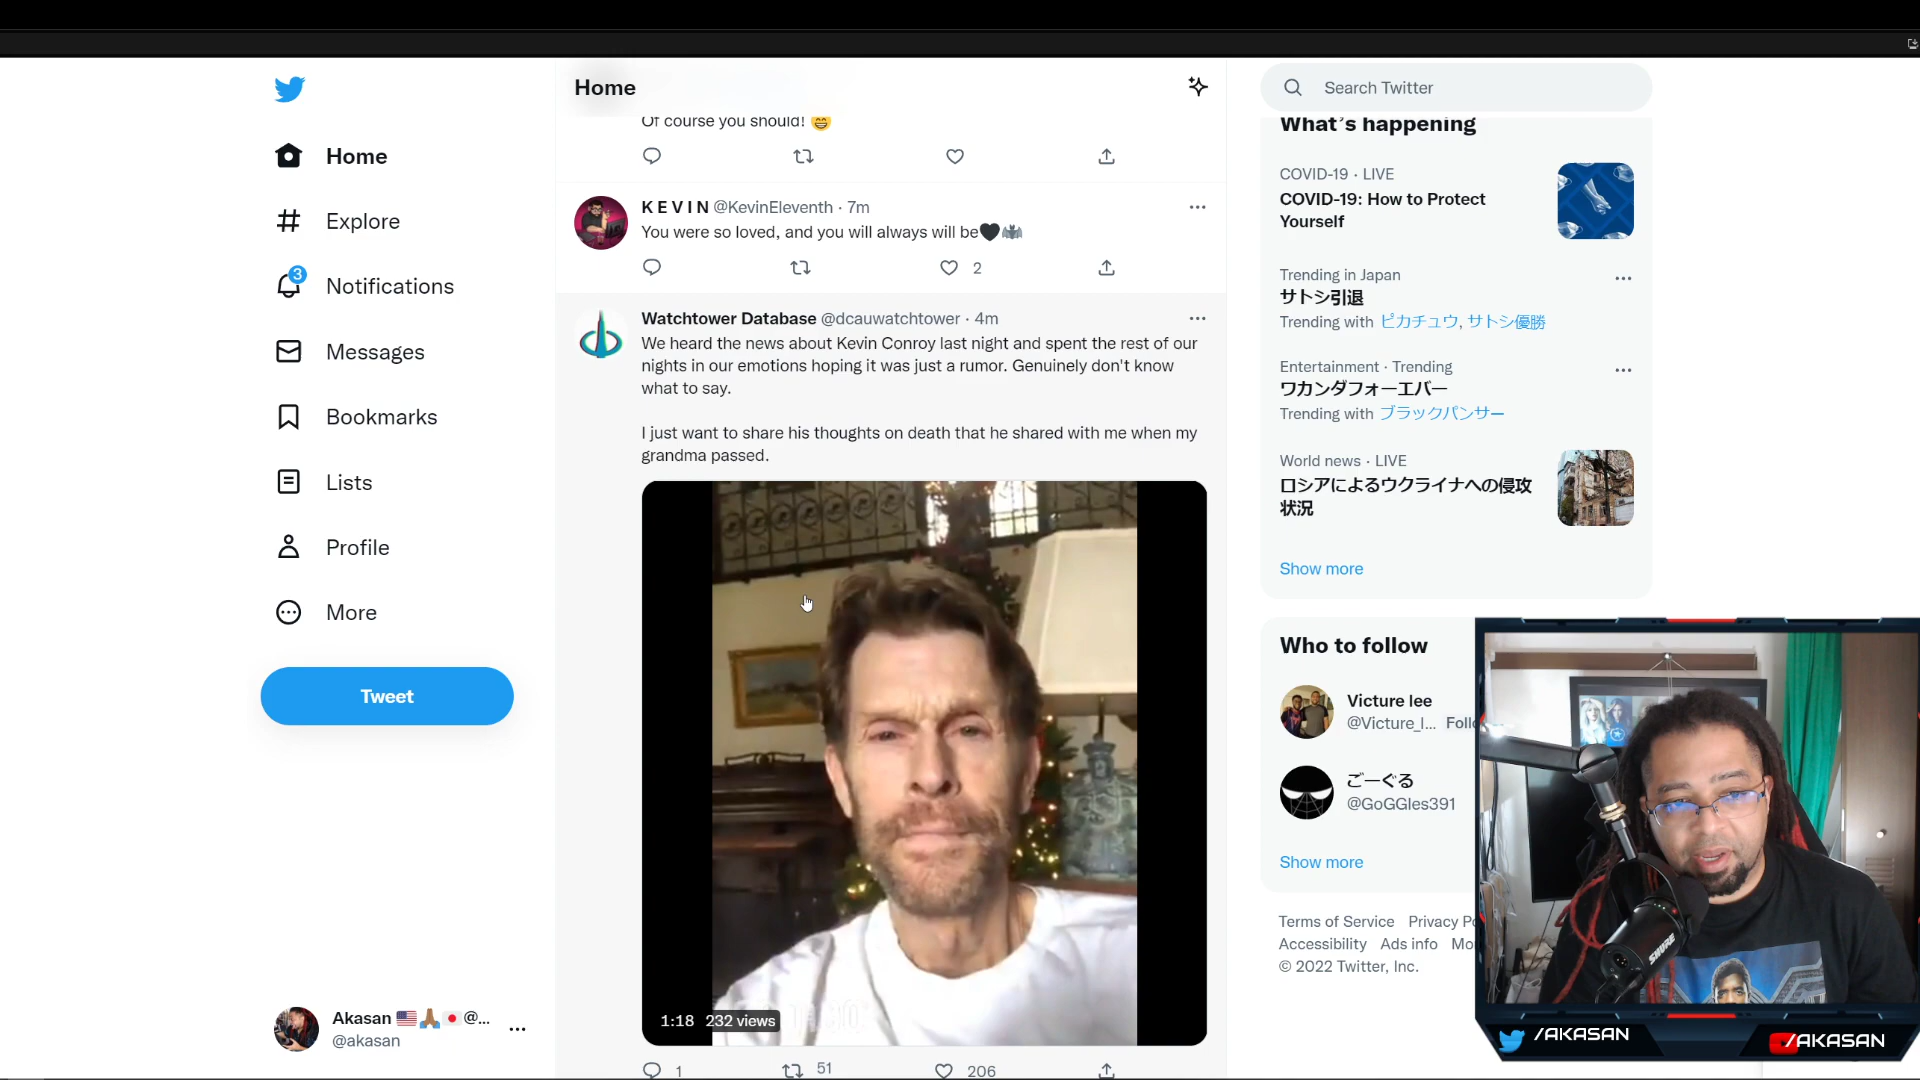 Home
Explore
3
Notifications
Messages
Bookmarks
Lists
Profile
More
Tweet
Akasan @...
@akasan
Home
Of course you should!
K E V I N @KevinEleventh · 7m
You were so loved, and you will always will be
2
Watchtower Database @dcauwatchtower · 4m
We heard the news about Kevin Conroy last night and spent the rest of our
nights in our emotions hoping it was just a rumor. Genuinely don't know
what to say.
I just want to share his thoughts on death that he shared with me when my
grandma passed.
1:18 232 views
1 51 206
Search Twitter
What's happening
COVID-19 · LIVE
COVID-19: How to Protect
Yourself
Trending in Japan
サトシ引退
Trending with ピカチュウ, サトシ優勝
Entertainment · Trending
ワカンダフォーエバー
Trending with ブラックパンサー
World news · LIVE
ロシアによるウクライナへの侵攻
状況
Show more
Who to follow
Victure lee
@Victure_l...
ごーぐる
@GoGGles391
Show more
Terms of Service Privacy
Accessibility Ads info
© 2022 Twitter, Inc.
SHURE
/AKASAN
/AKASAN